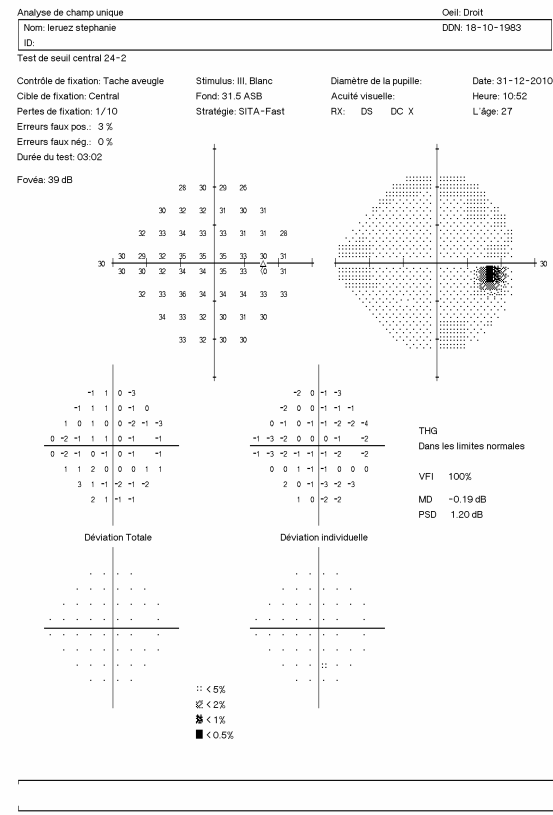 Analyse de champ unique Oeil: Droit
Nom: leruez stephanie DDN: 18-10-1983
ID:
Test de seuil central 24-2
Contrôle de fixation: Tache aveugle Stimulus: III, Blanc Diamètre de la pupille: Date: 31-12-2010
Cible de fixation: Central Fond: 31.5 ASB Acuité visuelle: Heure: 10:52
Pertes de fixation: 1/10 Stratégie: SITA-Fast RX: DS DC X L'âge: 27
Erreurs faux pos.: 3 %
Erreurs faux nég.: 0 %
Durée du test: 03:02
Fovéa: 39 dB
28 30 29 26
30 32 32 31 30 31
32 33 34 33 33 31 31 28
30 29 32 35 35 35 33 30 31
30 30
30 30 32 34 34 35 33 <0 31
32 33 36 34 34 34 33 33
34 33 32 30 31 30
33 32 30 30
-1 1 0 -3 -2 0 -1 -3
-1 1 1 0 -1 0 -2 0 0 -1 -1 -1
1 0 1 0 0 -2 -1 -3 0 -1 0 -1 -1 -2 -2 -4
0 -2 -1 1 1 0 -1 -1 -1 -3 -2 0 0 0 -1 -2
0 -2 -1 0 -1 0 -1 -1 -1 -3 -2 -1 -2 0 -1 -2
1 1 2 0 0 0 1 1 0 0 1 -1 -1 0 0 0
3 1 -1 -2 -1 -2 2 0 -1 -3 -2 -3
2 1 -1 -1 1 0 -2 -2
THG
Dans les limites normales
VFI 100%
MD -0.19 dB
PSD 1.20 dB
Déviation Totale Déviation individuelle
< 5%
< 2%
< 1%
< 0.5%